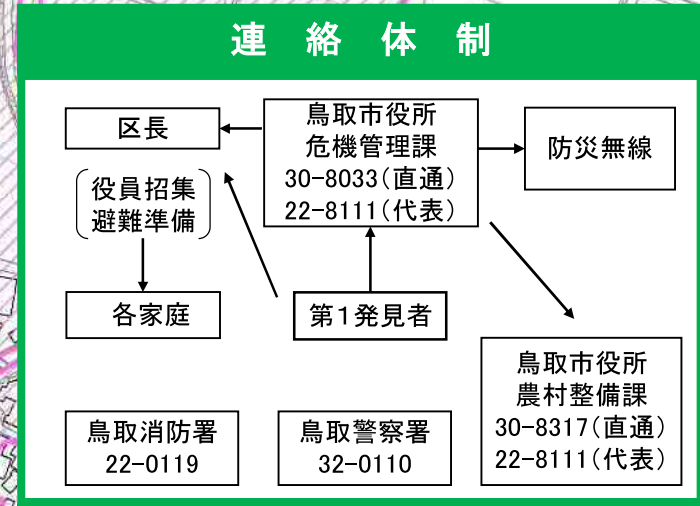 連絡体制
区長
鳥取市役所
危機管理課
30-8033(直通)
22-8111(代表)
防災無線
役員招集
避難準備
各家庭
第1発見者
鳥取市役所
農村整備課
30-8317(直通)
22-8111(代表)
鳥取消防署
22-0119
鳥取警察署
32-0110